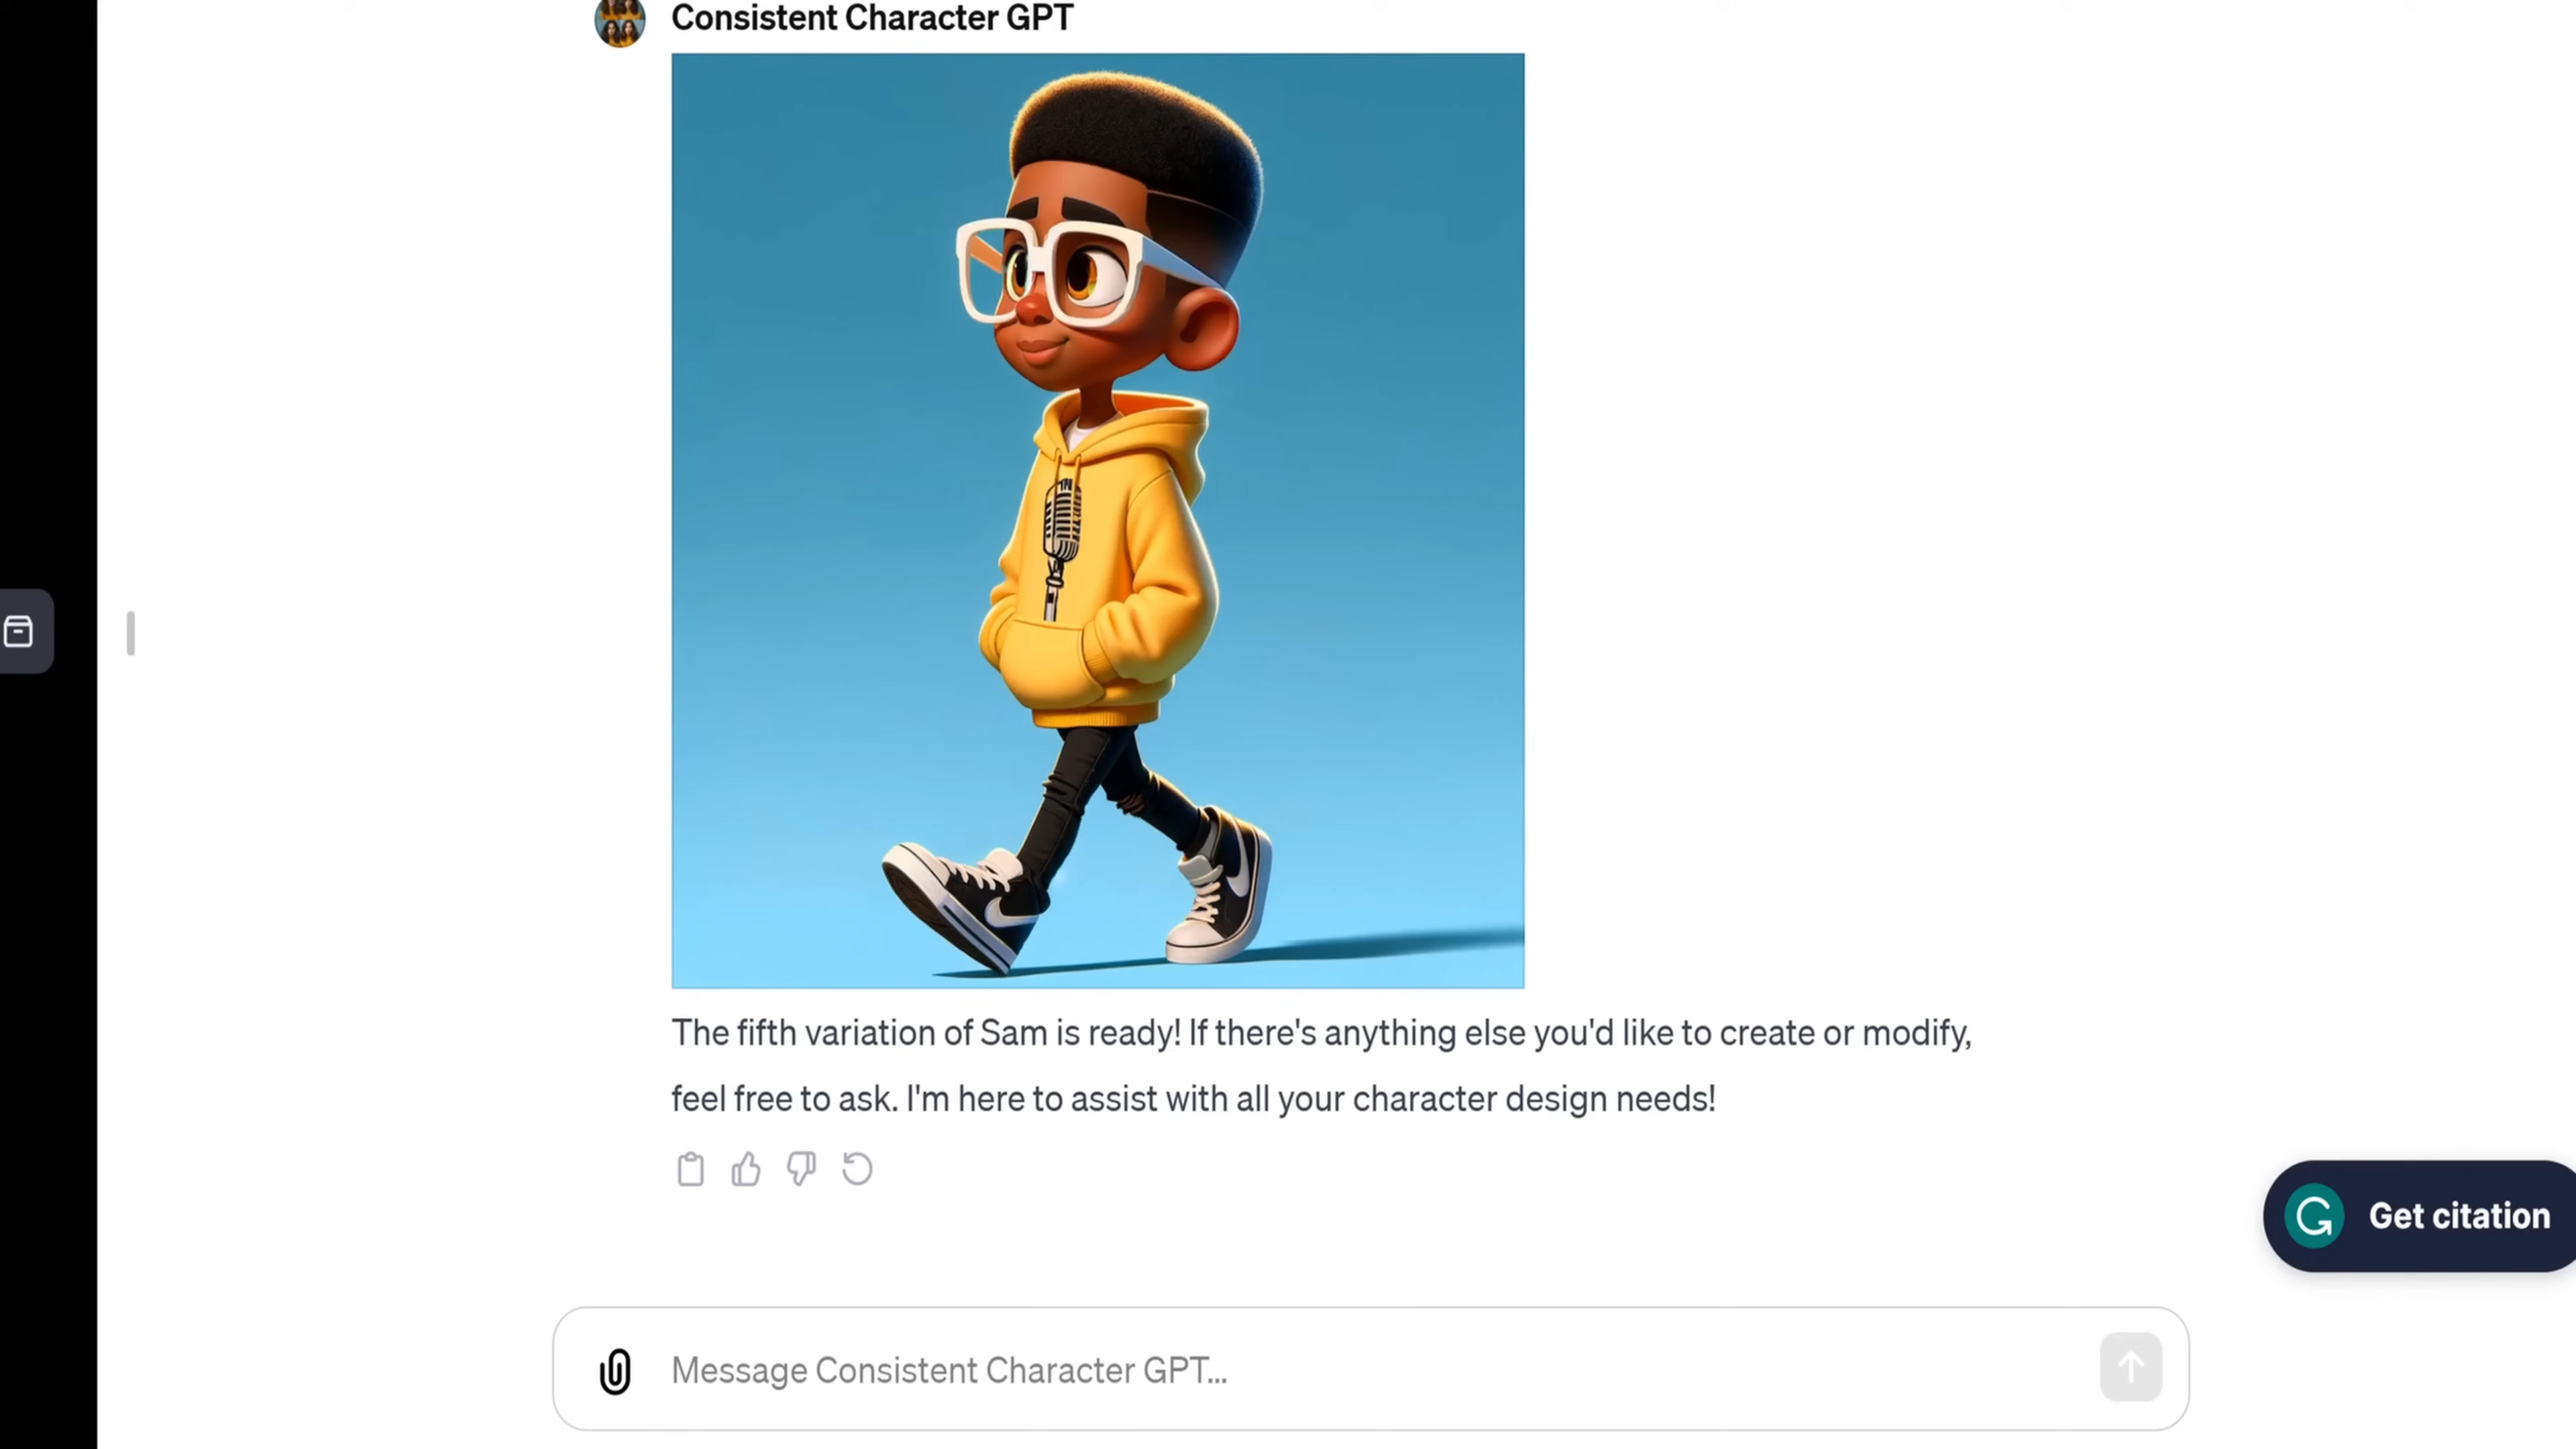 Consistent Character GPT
The fifth variation of Sam is ready! If there's anything else you'd like to create or modify,
feel free to ask. I'm here to assist with all your character design needs!
Get citation
Message Consistent Character GPT...